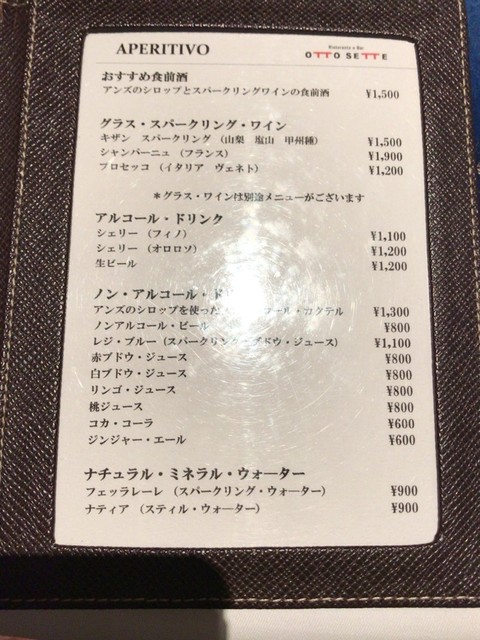 Ristorante e Bar
APERITIVO OTTO SETTE
おすすめ食前酒
アンズのシロップとスパークリングワインの食前酒 ¥1,500
グラス・スパークリング・ワイン
キザン スパークリング（山梨 塩山 甲州種） ¥1,500
シャンパーニュ（フランス） ¥1,900
プロセッコ（イタリア ヴェネト） ¥1,200
＊グラス・ワインは別途メニューがございます
アルコール・ドリンク
シェリー（フィノ） ¥1,100
シェリー（オロロソ） ¥1,200
生ビール ¥1,200
ノン・アルコール・ド
アンズのシロップを使った コール・カクテル ¥1,300
ノンアルコール・ビール ¥800
レジ・ブルー（スパークリング・ブドウ・ジュース） ¥1,100
赤ブドウ・ジュース ¥800
白ブドウ・ジュース ¥800
リンゴ・ジュース ¥800
桃ジュース ¥800
コカ・コーラ ¥600
ジンジャー・エール ¥600
ナチュラル・ミネラル・ウォーター
フェッラレーレ（スパークリング・ウォーター） ¥900
ナティア（スティル・ウォーター） ¥900